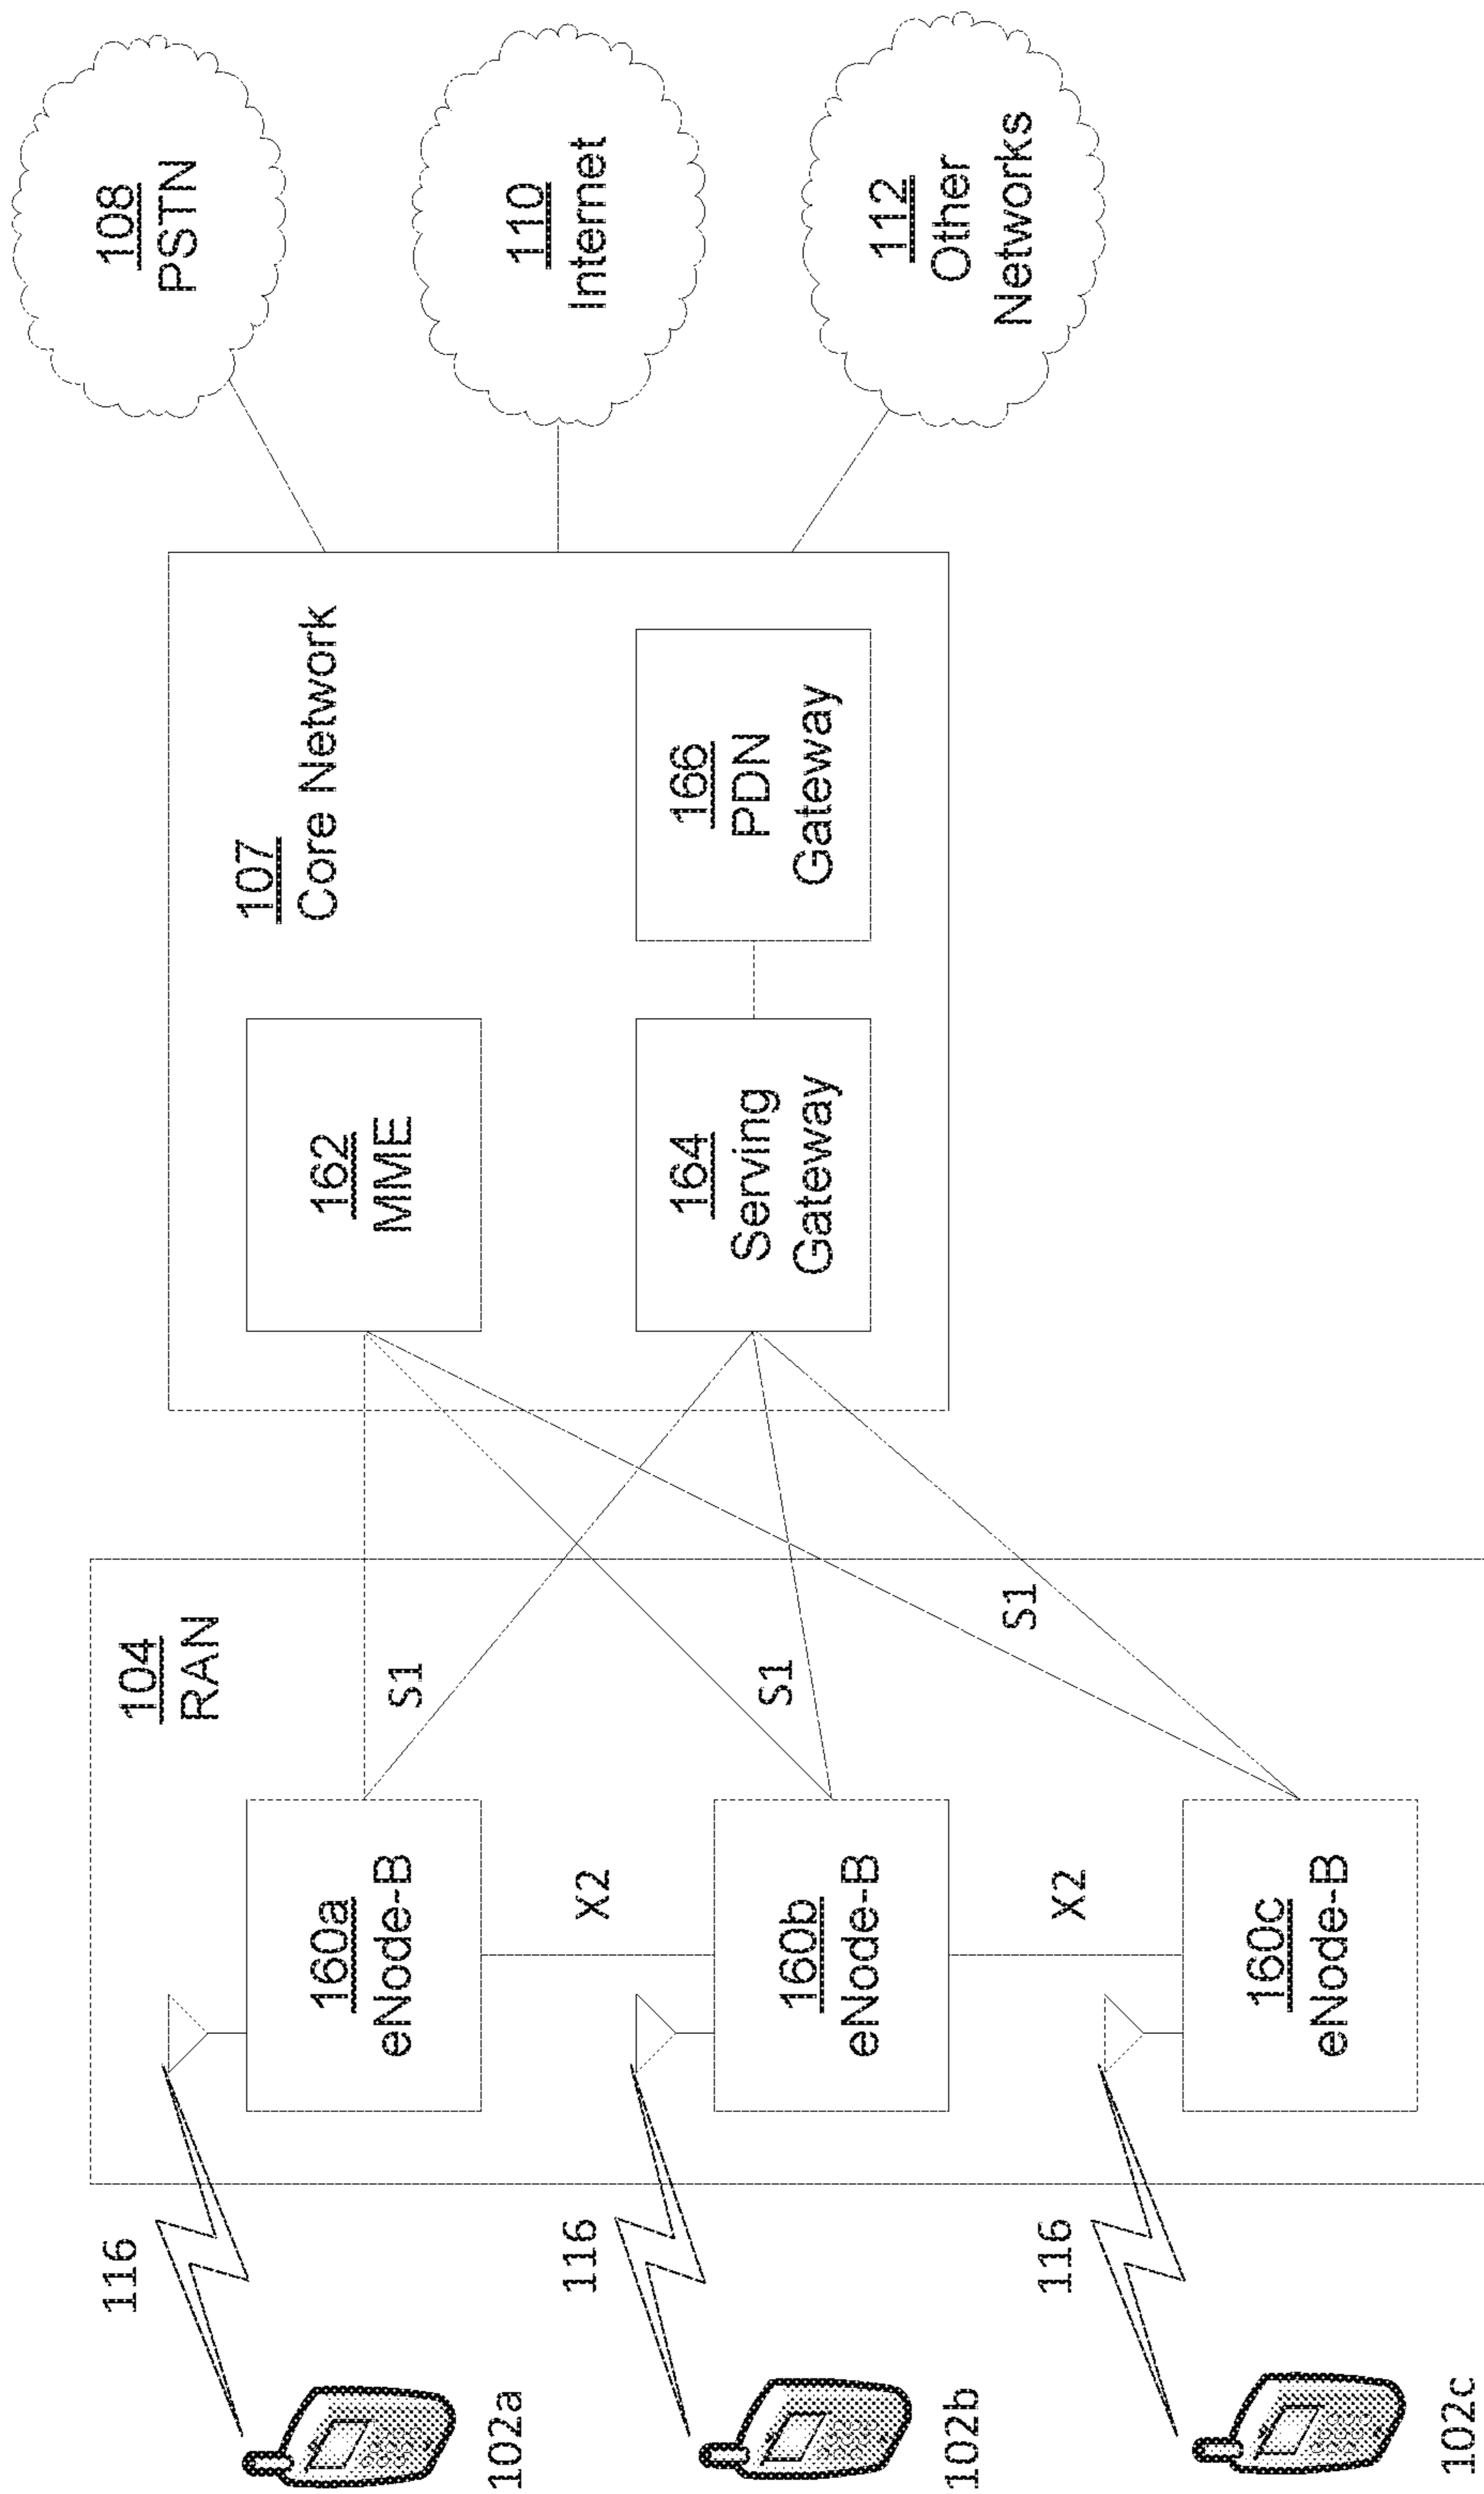 102a
116
104
RAN
160a
eNode-B
S1
162
MME
107
Core Network
108
PSTN
X2
102b
116
160b
eNode-B
S1
164
Serving
Gateway
166
PDN
Gateway
110
Internet
X2
102c
116
160c
eNode-B
S1
112
Other
Networks